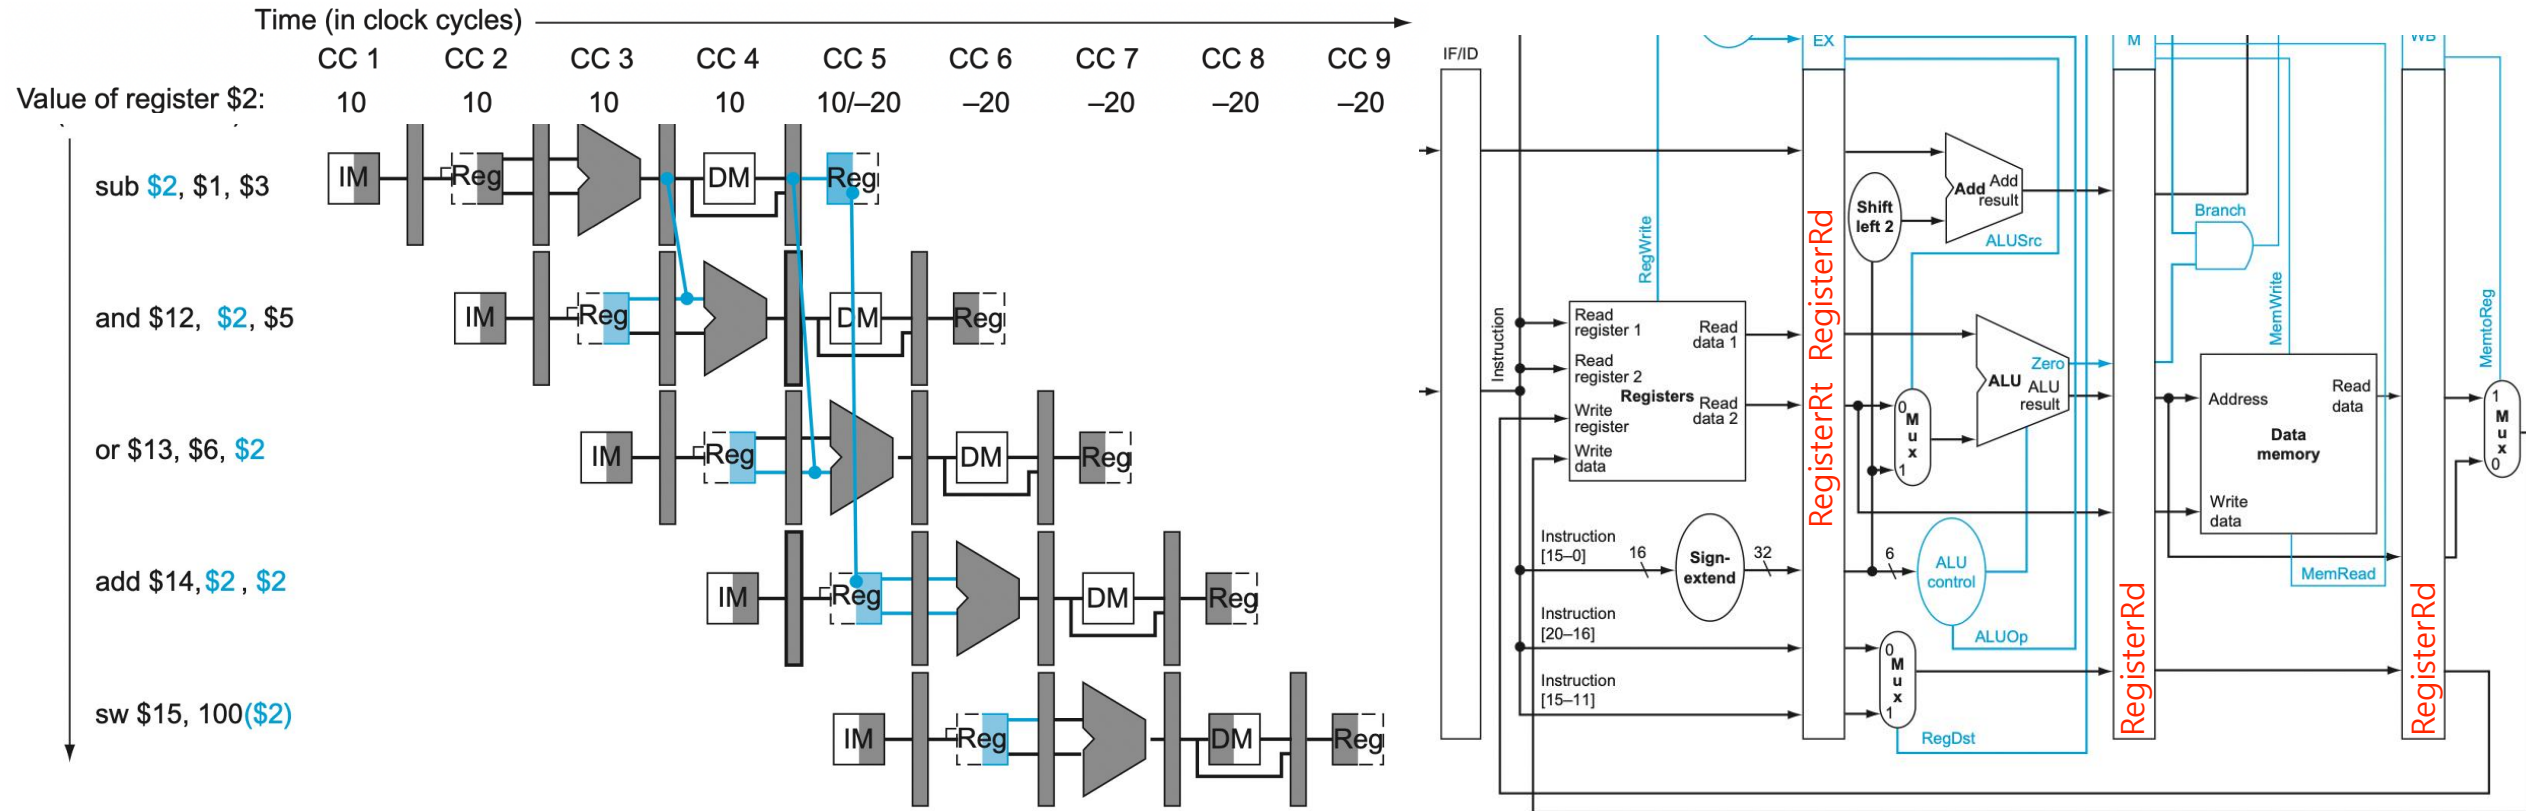 Time (in clock cycles)
CC 1 CC 2 CC 3 CC 4 CC 5 CC 6 CC 7 CC 8 CC 9
Value of register $2: 10 10 10 10 10/–20 –20 –20 –20 –20
sub $2, $1, $3
IM Reg DM Reg
and $12, $2, $5
IM Reg DM Reg
or $13, $6, $2
IM Reg DM Reg
add $14, $2 , $2
IM Reg DM Reg
sw $15, 100($2)
IM Reg DM Reg
IF/ID
EX
M
WB
Instruction
RegWrite
Read
register 1
Read
register 2
Write
register
Write
data
Registers
Read
data 1
Read
data 2
Instruction
[15–0]
16
Sign-
extend
32
Instruction
[20–16]
Instruction
[15–11]
RegisterRd
RegisterRt
Shift
left 2
Add
Add
result
ALUSrc
0
M
u
x
1
ALU
Zero
ALU
result
6
ALU
control
ALUOp
0
M
u
x
1
RegDst
RegisterRd
Branch
MemWrite
Address
Read
data
Data
memory
Write
data
MemRead
RegisterRd
MemtoReg
1
M
u
x
0